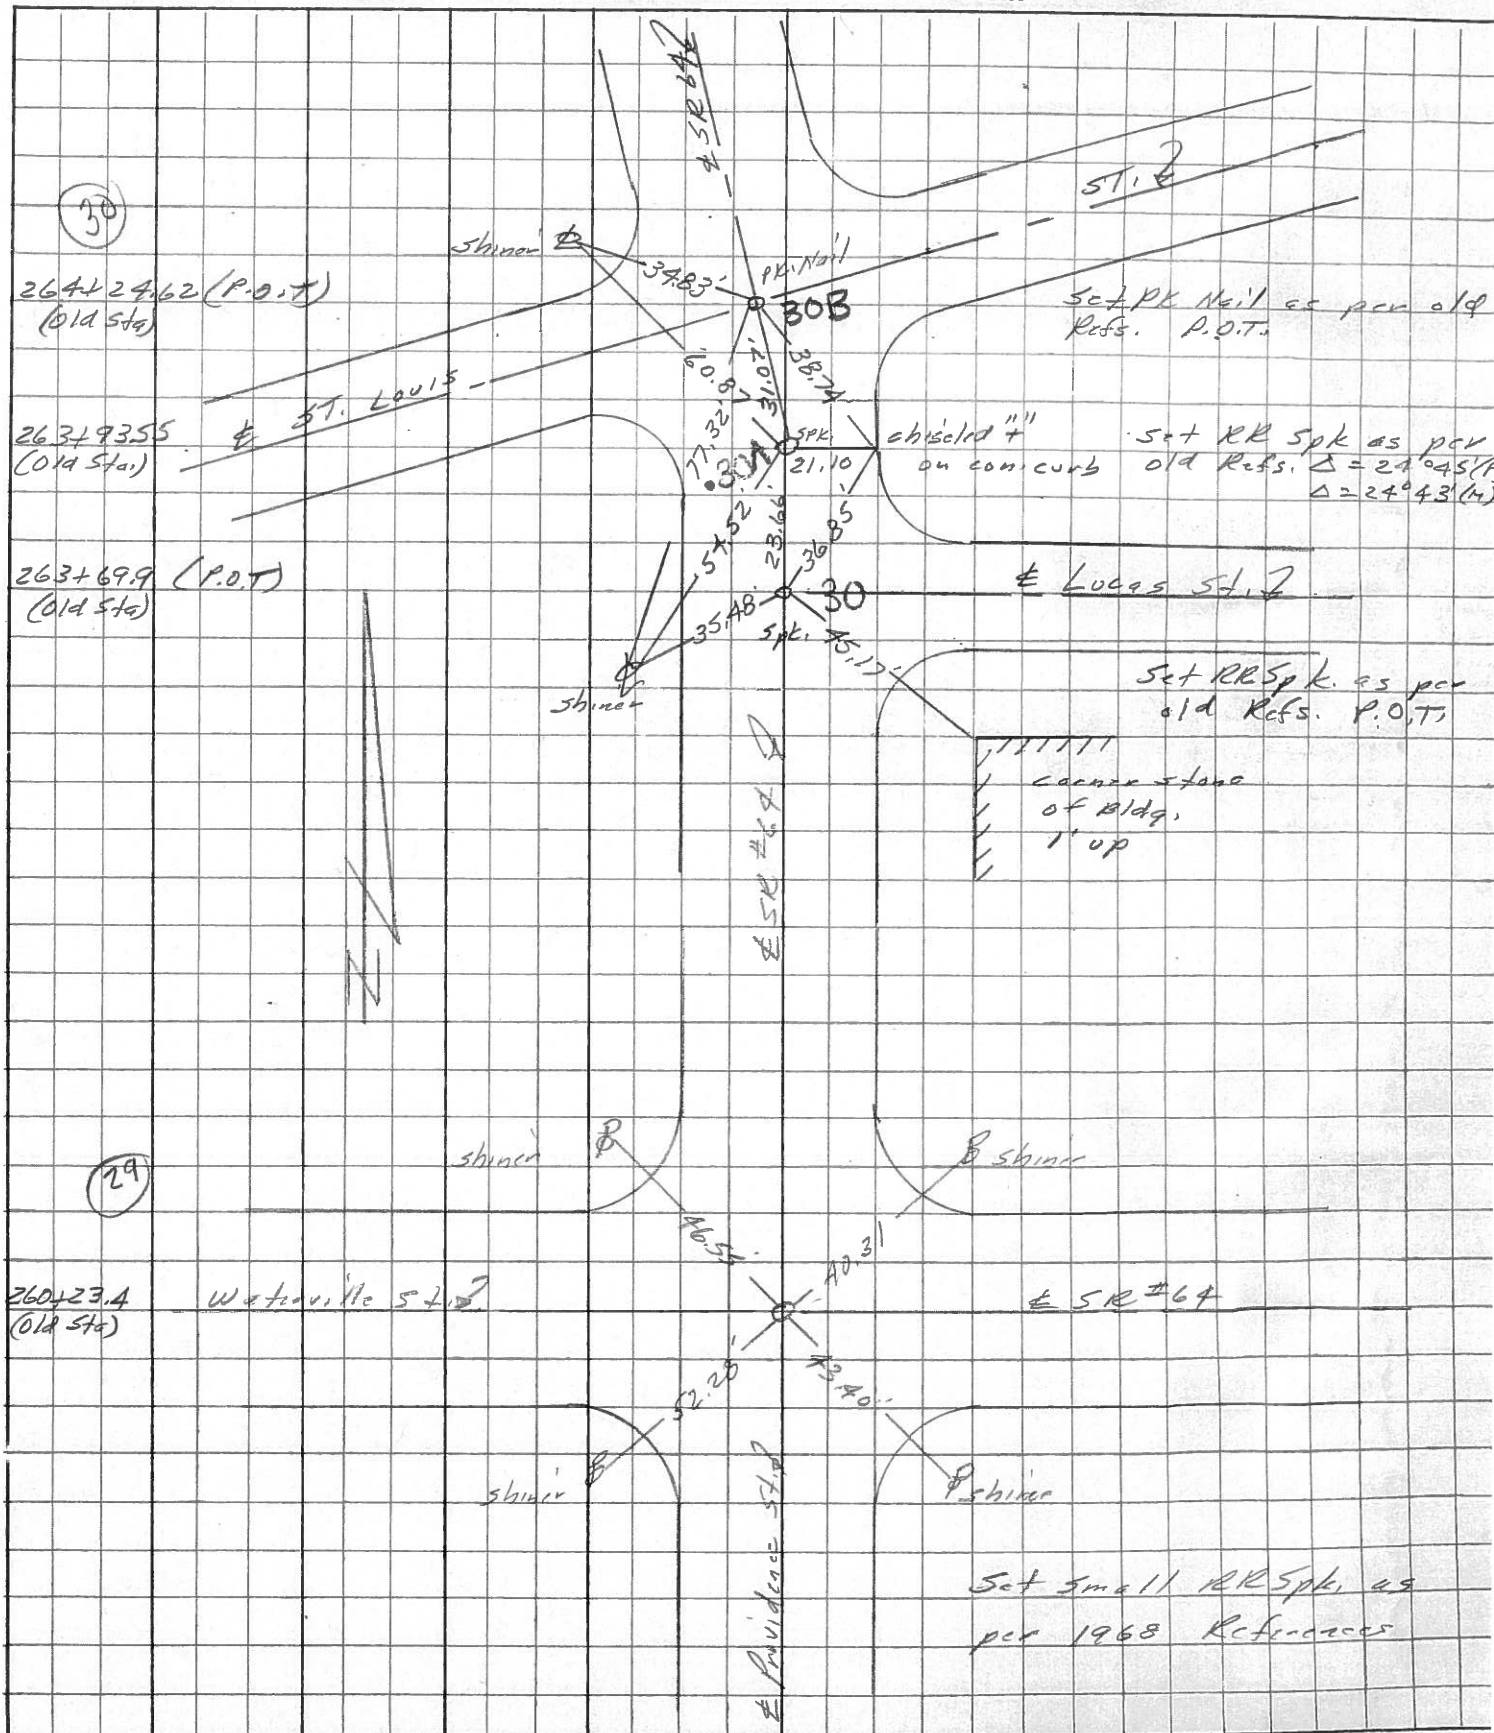 ℄ SR 64
ST. ℄
30
shiner
34.83'
PK. Nail
264+24.62 (P.O.T)
(Old Sta)
30B
Set PK Nail as per old
Refs. P.O.T.
60.8
31.07'
38.74
77.32
℄ ST. LOUIS
263+93.55
(Old Sta.)
SPK.
21.10
chiseled "+"
on con. curb
Set RR Spk as per
old Refs. Δ = 24°45'
Δ = 24°43' (M)
54.52
23.66'
36.85'
263+69.9 (P.O.T)
(Old Sta)
℄ Lucas St.
30
35.48
Spk.
45.17'
shiner
Set RR Spk. as per
old Refs. P.O.T.
corner stone
of Bldg.
1' up
℄ SR #64
N
shiner
shiner
29
40.31
260+23.4
(Old Sta)
Waterville St.
℄ SR #64
52.28'
43.40'
shiner
shiner
℄ Providence St.
Set small RR Spk. as
per 1968 References